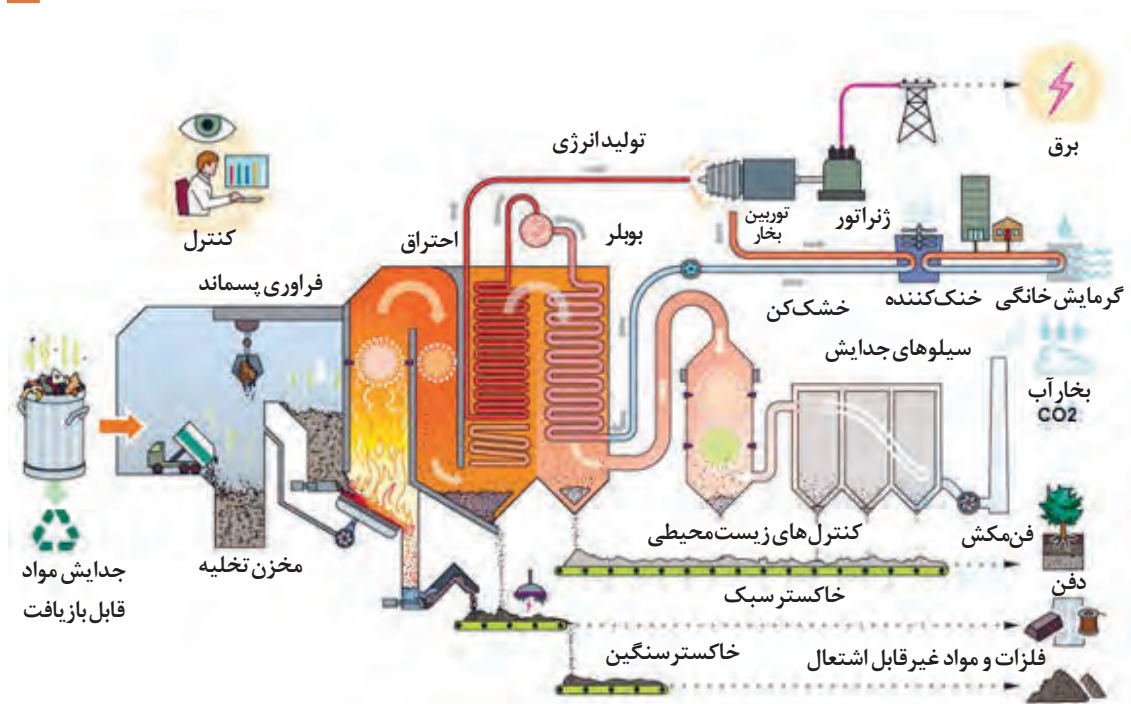 برق
تولید انرژی
ژنراتور
توربین
بخار
بویلر
احتراق
کنترل
فراوری پسماند
گرمایش خانگی
خنک‌کننده
خشک‌کن
سیلوهای جدایش
بخار آب
CO2
کنترل‌های زیست‌محیطی
فن مکش
مخزن تخلیه
جدایش مواد
قابل بازیافت
دفن
خاکستر سبک
خاکستر سنگین
فلزات و مواد غیر قابل اشتعال